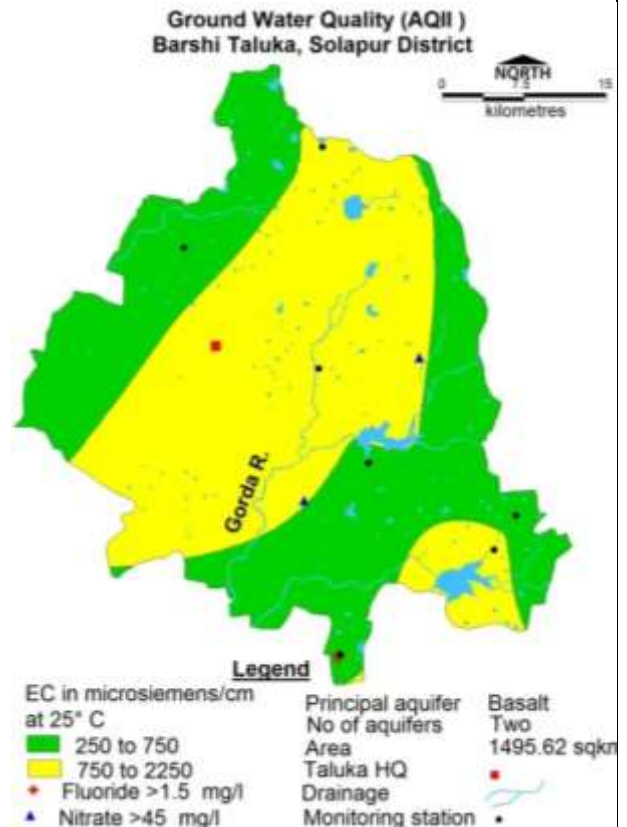 Ground Water Quality (AQII )
Barshi Taluka, Solapur District
NORTH
0 7.5 15
kilometres
Gorda R.
Legend
EC in microsiemens/cm
at 25° C
250 to 750
750 to 2250
Fluoride >1.5 mg/l
Nitrate >45 mg/l
Principal aquifer Basalt
No of aquifers Two
Area 1495.62 sqkm
Taluka HQ
Drainage
Monitoring station